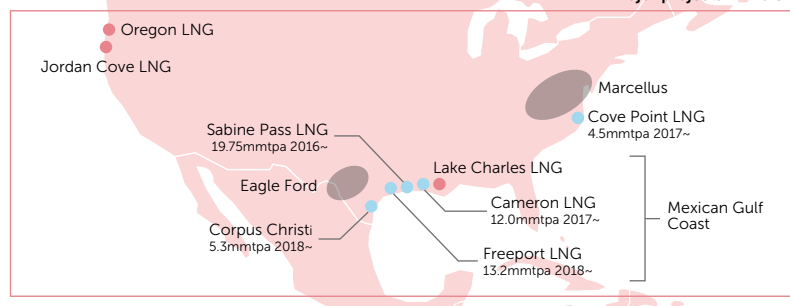 Oregon LNG
Jordan Cove LNG
Marcellus
Cove Point LNG
4.5mmtpa 2017~
Sabine Pass LNG
19.75mmtpa 2016~
Lake Charles LNG
Eagle Ford
Cameron LNG
12.0mmtpa 2017~
Mexican Gulf
Coast
Corpus Christi
5.3mmtpa 2018~
Freeport LNG
13.2mmtpa 2018~